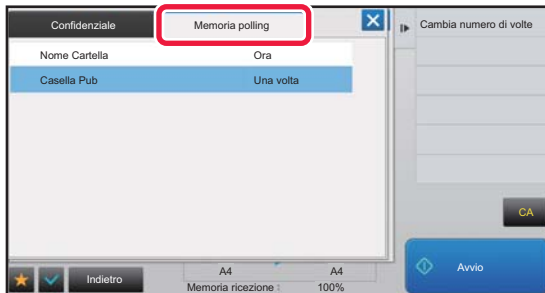 Confidenziale
Memoria polling
Cambia numero di volte
Nome Cartella
Ora
Casella Pub
Una volta
CA
Indietro
A4
A4
Avvio
Memoria ricezione :
100%